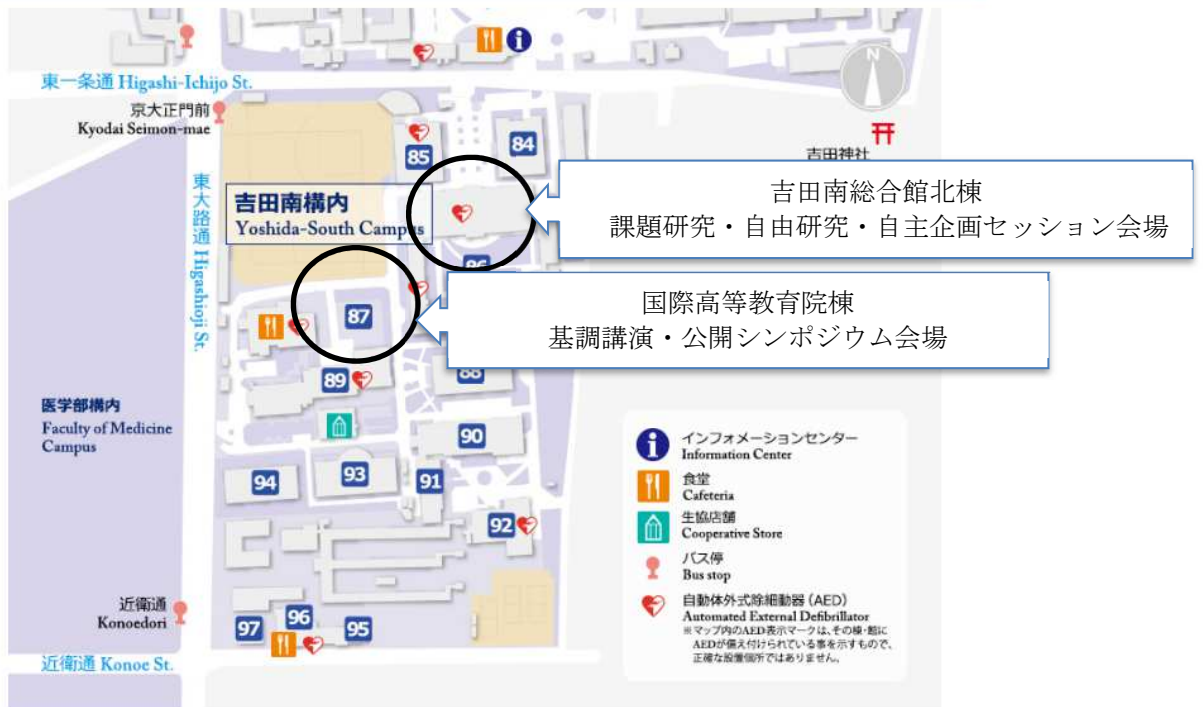 東一条通 Higashi-Ichijo St.
京大正門前
Kyodai Seimon-mae
N
吉田神社
85
84
吉田南構内
Yoshida-South Campus
東大路通 Higashioji St.
吉田南総合館北棟
課題研究・自由研究・自主企画セッション会場
86
国際高等教育院棟
基調講演・公開シンポジウム会場
87
89
88
医学部構内
Faculty of Medicine
Campus
90
93
94
91
92
近衛通
Konoedori
97
96
95
近衛通 Konoe St.
インフォメーションセンター
Information Center
食堂
Cafeteria
生協店舗
Cooperative Store
バス停
Bus stop
自動体外式除細動器 (AED)
Automated External Defibrillator
※マップ内のAED表示マークは、その棟・館に
AEDが備え付けられている事を示すもので、
正確な設置個所ではありません。